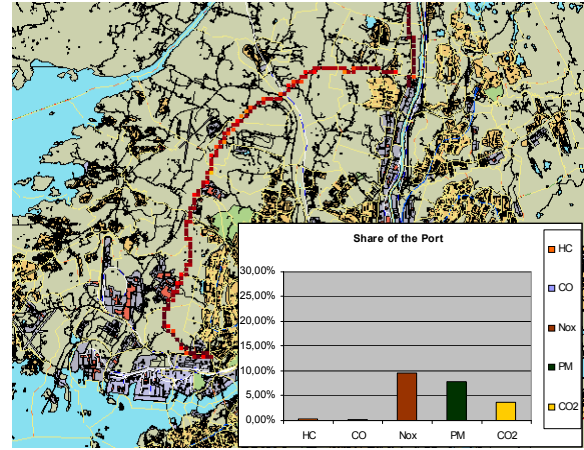 Share of the Port
30,00%
25,00%
20,00%
15,00%
10,00%
5,00%
0,00%
HC CO Nox PM CO2
HC
CO
Nox
PM
CO2